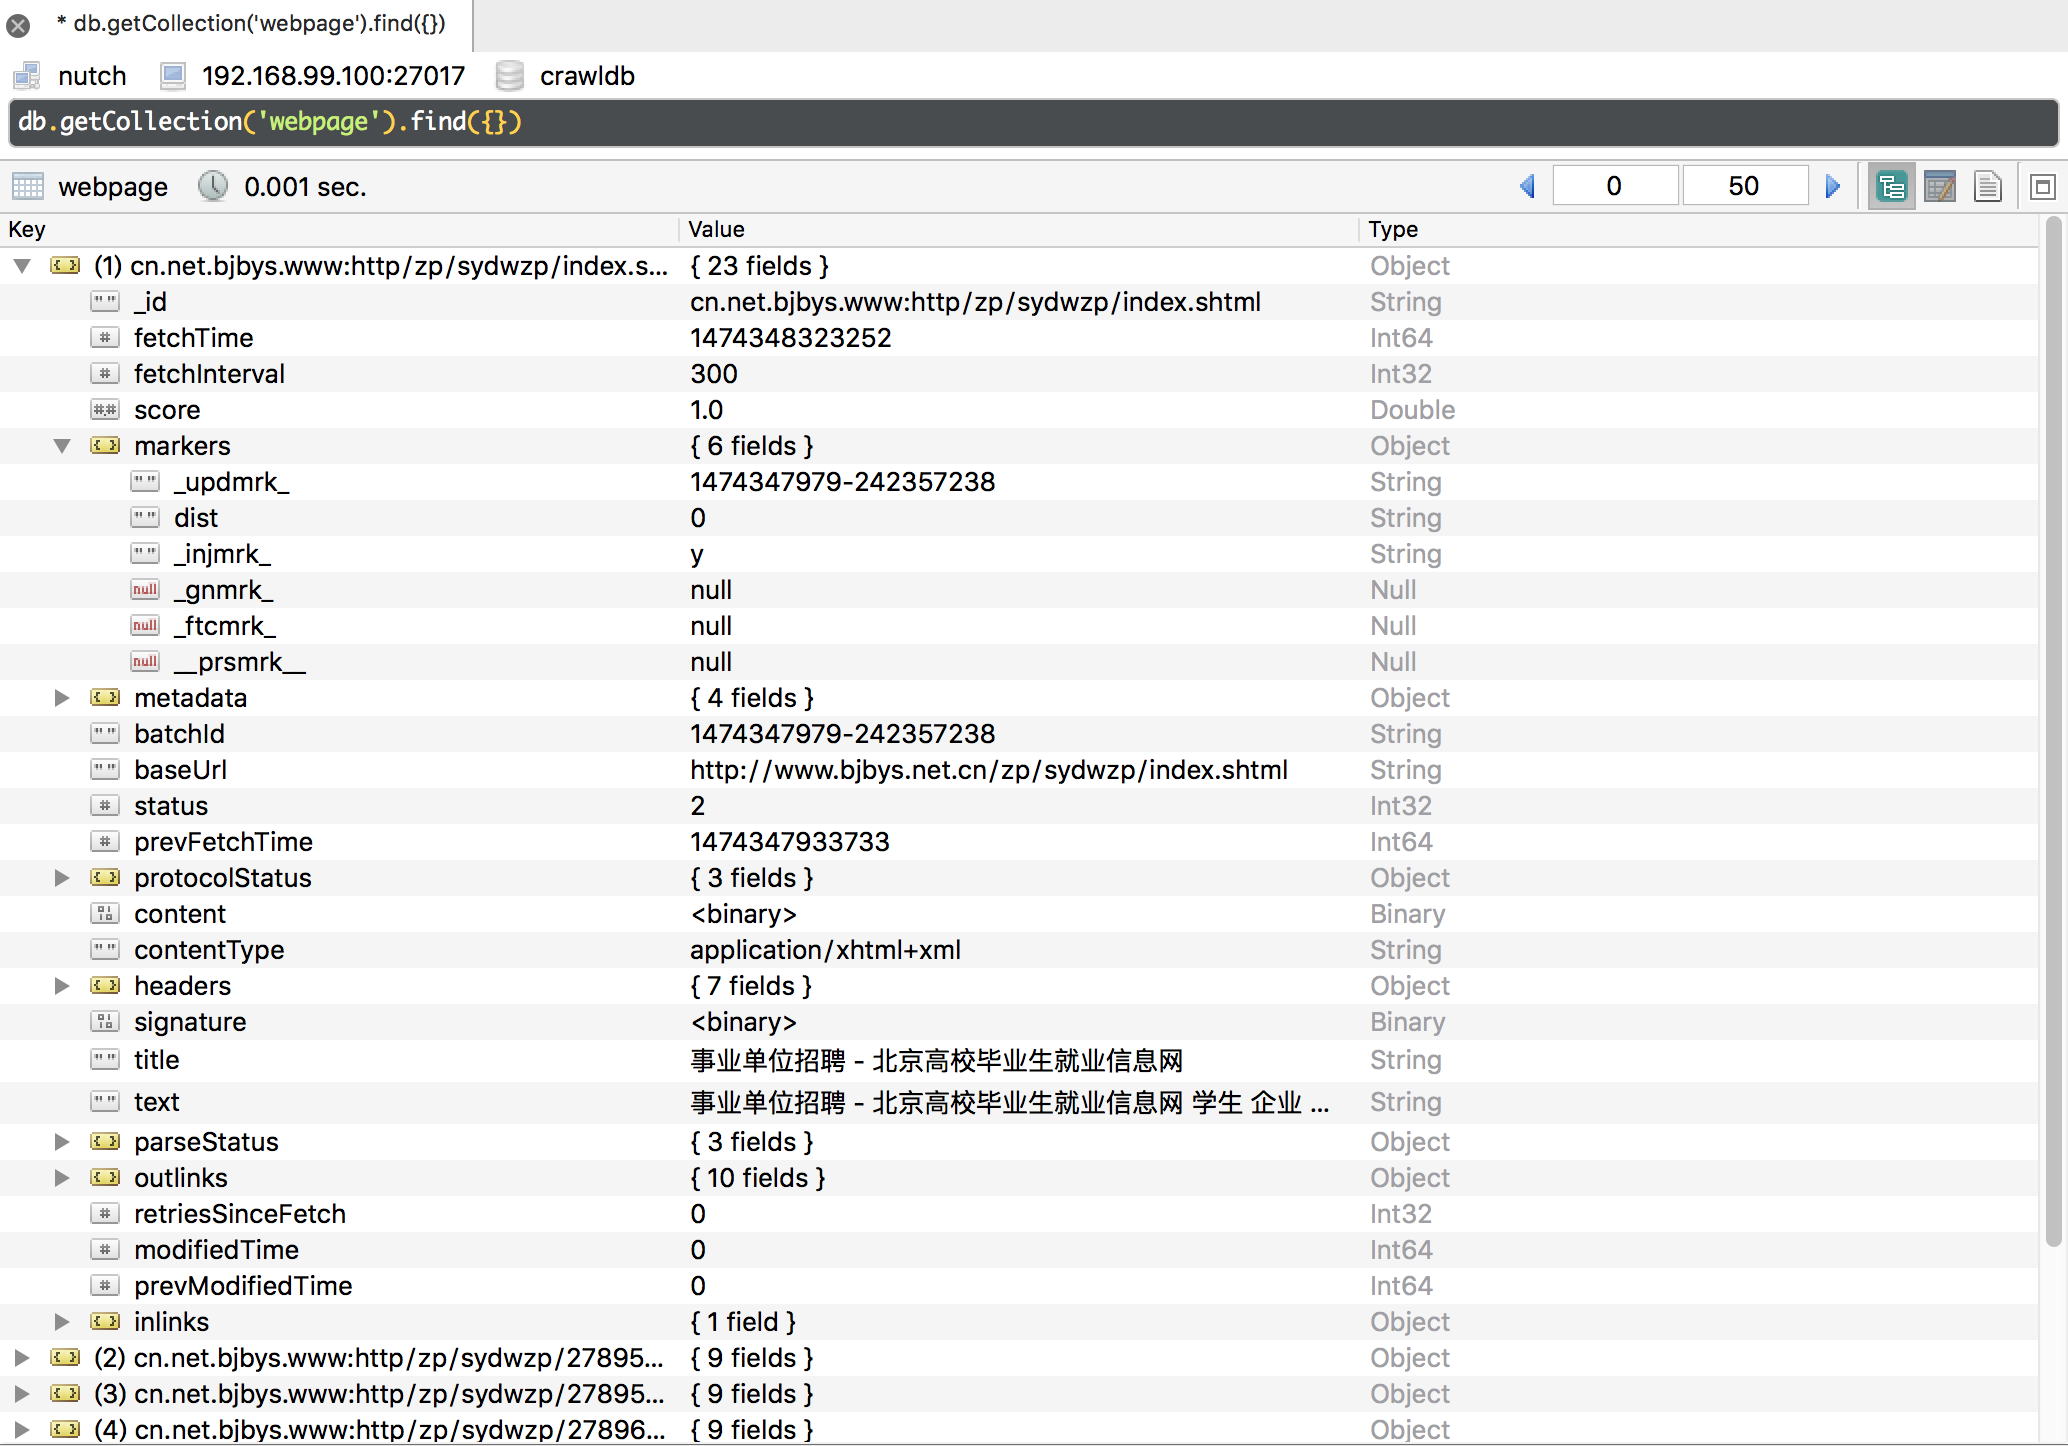 * db.getCollection('webpage').find({})
nutch 192.168.99.100:27017 crawldb
db.getCollection('webpage').find({})
webpage 0.001 sec. 0 50
Key Value Type
(1) cn.net.bjbys.www:http/zp/sydwzp/index.s... { 23 fields } Object
_id cn.net.bjbys.www:http/zp/sydwzp/index.shtml String
fetchTime 1474348323252 Int64
fetchInterval 300 Int32
score 1.0 Double
markers { 6 fields } Object
_updmrk_ 1474347979-242357238 String
dist 0 String
_injmrk_ y String
null _gnmrk_ null Null
null _ftcmrk_ null Null
null __prsmrk__ null Null
metadata { 4 fields } Object
batchId 1474347979-242357238 String
baseUrl http://www.bjbys.net.cn/zp/sydwzp/index.shtml String
status 2 Int32
prevFetchTime 1474347933733 Int64
protocolStatus { 3 fields } Object
content <binary> Binary
contentType application/xhtml+xml String
headers { 7 fields } Object
signature <binary> Binary
title 事业单位招聘 - 北京高校毕业生就业信息网 String
text 事业单位招聘 - 北京高校毕业生就业信息网 学生 企业 ... String
parseStatus { 3 fields } Object
outlinks { 10 fields } Object
retriesSinceFetch 0 Int32
modifiedTime 0 Int64
prevModifiedTime 0 Int64
inlinks { 1 field } Object
(2) cn.net.bjbys.www:http/zp/sydwzp/27895... { 9 fields } Object
(3) cn.net.bjbys.www:http/zp/sydwzp/27895... { 9 fields } Object
(4) cn.net.bjbys.www:http/zp/sydwzp/27896... { 9 fields } Object